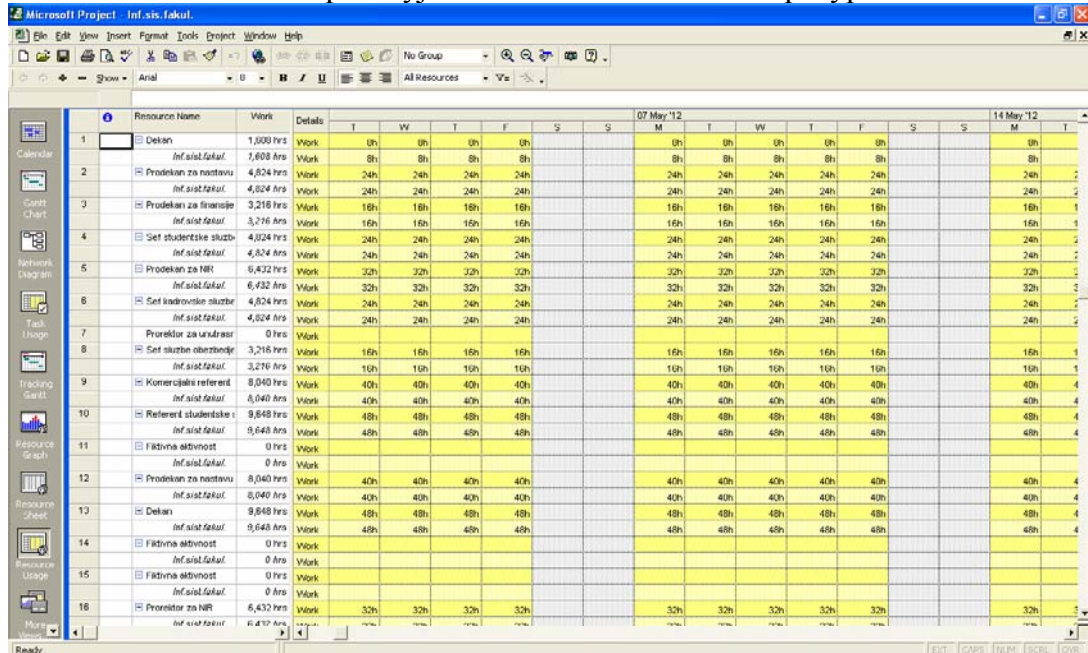 Microsoft Project - Inf.sis.fakul.
File Edit View Insert Format Tools Project Window Help
No Group
Show Arial 8 B I U All Resources
Resource Name Work Details 07 May '12 14 May '12
T W T F S S M T W T F S S M T
1 Dekan 1,608 hrs Work 8h 8h 8h 8h 8h 8h 8h 8h 8h 8h
Inf.sist.fakul. 1,608 hrs Work 8h 8h 8h 8h 8h 8h 8h 8h 8h 8h
2 Prodekan za nastavu 4,824 hrs Work 24h 24h 24h 24h 24h 24h 24h 24h 24h 24h
Inf.sist.fakul. 4,824 hrs Work 24h 24h 24h 24h 24h 24h 24h 24h 24h 24h
3 Prodekan za finansije 3,216 hrs Work 16h 16h 16h 16h 16h 16h 16h 16h 16h 16h
Inf.sist.fakul. 3,216 hrs Work 16h 16h 16h 16h 16h 16h 16h 16h 16h 16h
4 Sef studentske sluzb 4,824 hrs Work 24h 24h 24h 24h 24h 24h 24h 24h 24h 24h
Inf.sist.fakul. 4,824 hrs Work 24h 24h 24h 24h 24h 24h 24h 24h 24h 24h
5 Prodekan za NIR 6,432 hrs Work 32h 32h 32h 32h 32h 32h 32h 32h 32h 32h
Inf.sist.fakul. 6,432 hrs Work 32h 32h 32h 32h 32h 32h 32h 32h 32h 32h
6 Sef kadrovske sluzbe 4,824 hrs Work 24h 24h 24h 24h 24h 24h 24h 24h 24h 24h
Inf.sist.fakul. 4,824 hrs Work 24h 24h 24h 24h 24h 24h 24h 24h 24h 24h
7 Prorektor za unutrasr 0 hrs Work
8 Sef sluzbe obezbedje 3,216 hrs Work 16h 16h 16h 16h 16h 16h 16h 16h 16h 16h
Inf.sist.fakul. 3,216 hrs Work 16h 16h 16h 16h 16h 16h 16h 16h 16h 16h
9 Komercijalni referent 8,040 hrs Work 40h 40h 40h 40h 40h 40h 40h 40h 40h 40h
Inf.sist.fakul. 8,040 hrs Work 40h 40h 40h 40h 40h 40h 40h 40h 40h 40h
10 Referent studentske s 9,648 hrs Work 48h 48h 48h 48h 48h 48h 48h 48h 48h 48h
Inf.sist.fakul. 9,648 hrs Work 48h 48h 48h 48h 48h 48h 48h 48h 48h 48h
11 Fiktivna aktivnost 0 hrs Work
Inf.sist.fakul. 0 hrs Work
12 Prodekan za nastavu 8,040 hrs Work 40h 40h 40h 40h 40h 40h 40h 40h 40h 40h
Inf.sist.fakul. 8,040 hrs Work 40h 40h 40h 40h 40h 40h 40h 40h 40h 40h
13 Dekan 9,648 hrs Work 48h 48h 48h 48h 48h 48h 48h 48h 48h 48h
Inf.sist.fakul. 9,648 hrs Work 48h 48h 48h 48h 48h 48h 48h 48h 48h 48h
14 Fiktivna aktivnost 0 hrs Work
Inf.sist.fakul. 0 hrs Work
15 Fiktivna aktivnost 0 hrs Work
Inf.sist.fakul. 0 hrs Work
16 Prorektor za NIR 6,432 hrs Work 32h 32h 32h 32h 32h 32h 32h 32h 32h 32h
Inf.sist.fakul. 6,432 hrs
Calendar
Gantt
Chart
Network
Diagram
Task
Usage
Tracking
Gantt
Resource
Graph
Resource
Sheet
Resource
Usage
More
Views
Ready EXT CAPS NUM SCRL OVR